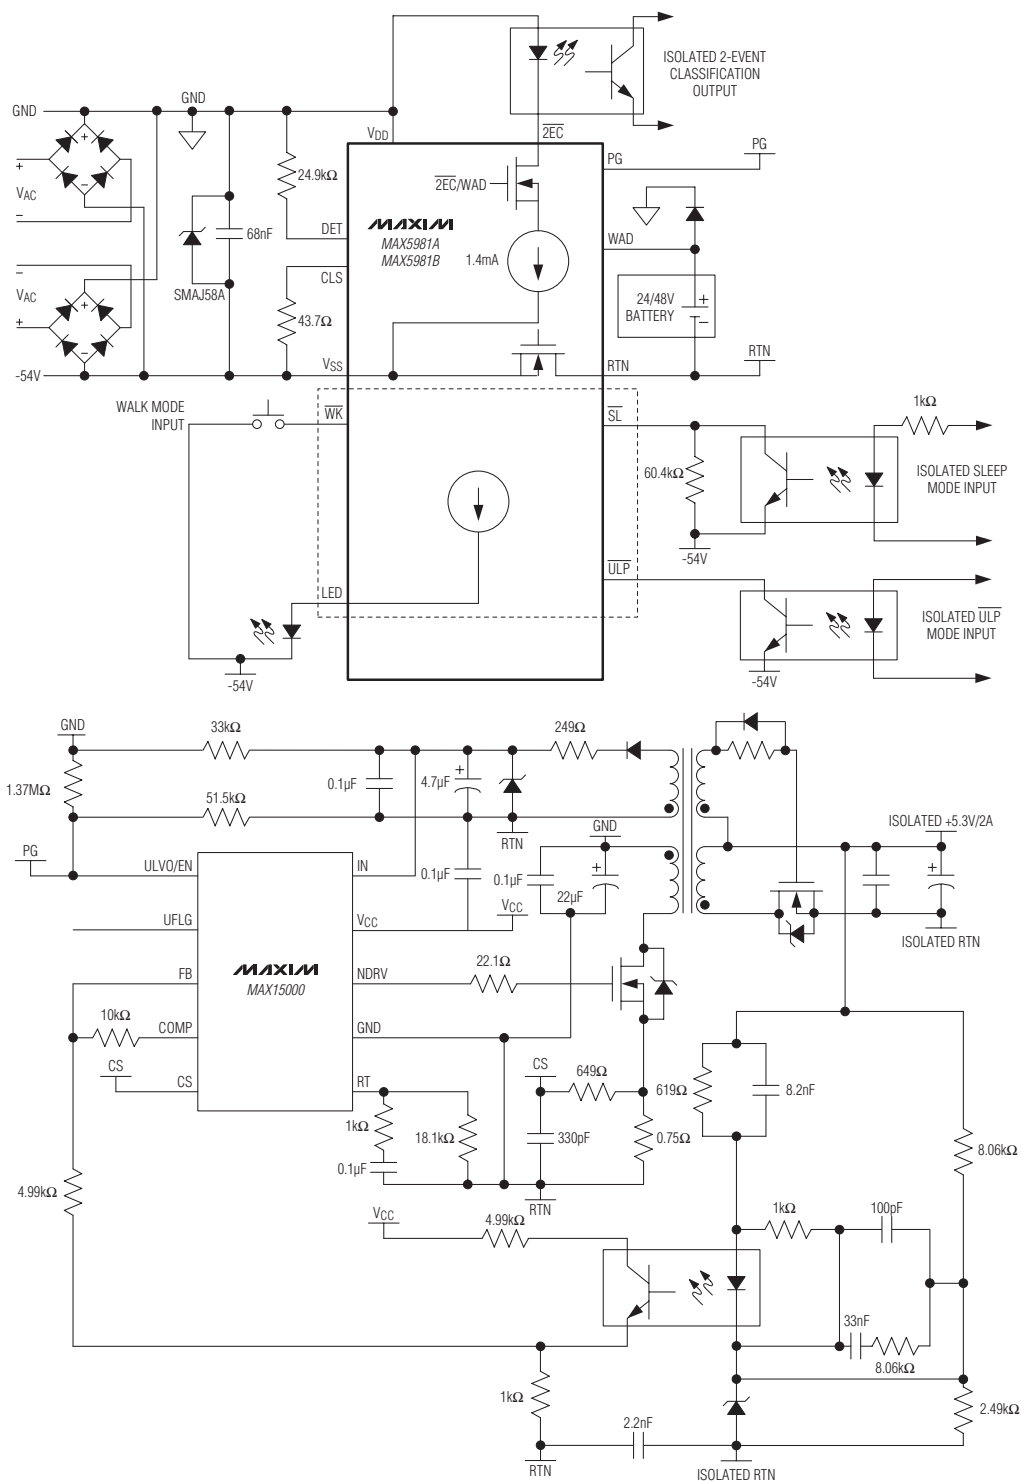 ISOLATED 2-EVENT
CLASSIFICATION
OUTPUT
GND
GND
VDD
2EC
PG
PG
+
VAC
−
+
−
24.9kΩ
2EC/WAD
DET
MAXIM
MAX5981A
MAX5981B
WAD
68nF
1.4mA
−
VAC
+
+
−
SMAJ58A
CLS
24/48V
BATTERY
+
−
43.7Ω
-54V
VSS
RTN
RTN
WALK MODE
INPUT
WK
SL
1kΩ
60.4kΩ
ISOLATED SLEEP
MODE INPUT
-54V
ULP
LED
ISOLATED ULP
MODE INPUT
-54V
-54V
GND
33kΩ
249Ω
1.37MΩ
0.1µF
+
4.7µF
51.5kΩ
RTN
GND
ISOLATED +5.3V/2A
PG
ULVO/EN
IN
0.1µF
0.1µF
+
22µF
+
VCC
UFLG
VCC
ISOLATED RTN
MAXIM
MAX15000
FB
NDRV
22.1Ω
10kΩ
COMP
GND
CS
CS
RT
CS
649Ω
619Ω
8.2nF
1kΩ
18.1kΩ
330pF
0.75Ω
0.1µF
8.06kΩ
4.99kΩ
RTN
VCC
4.99kΩ
1kΩ
100pF
33nF
8.06kΩ
1kΩ
2.49kΩ
2.2nF
RTN
ISOLATED RTN